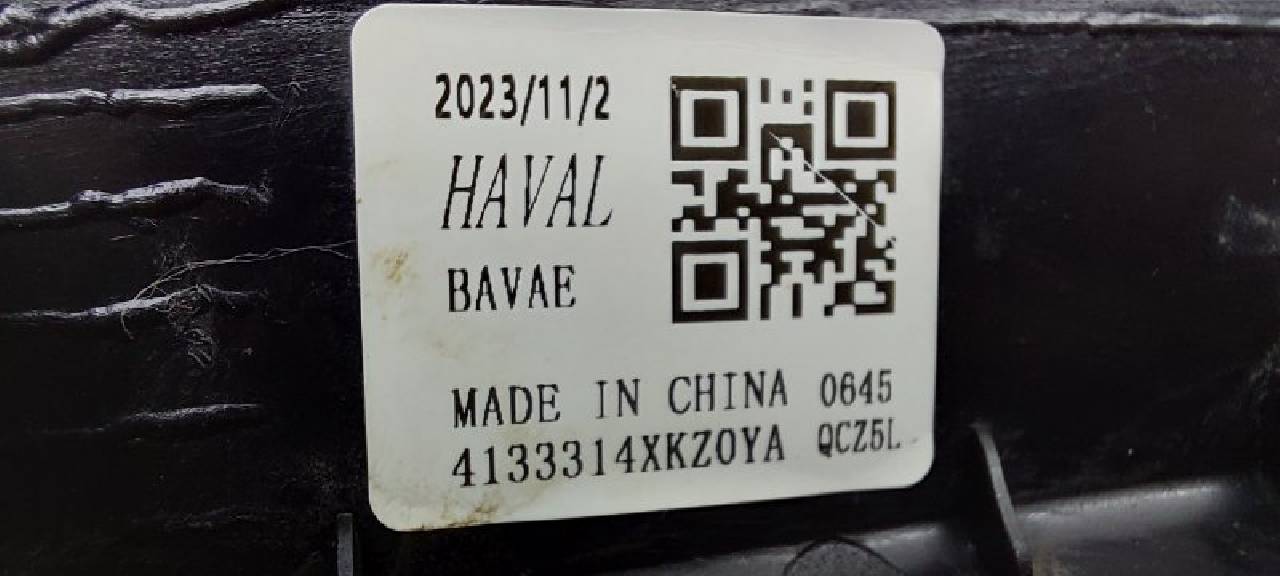 2023/11/2
HAVAL
BAVAE
MADE IN CHINA 0645
4133314XKZ0YA QCZ5L